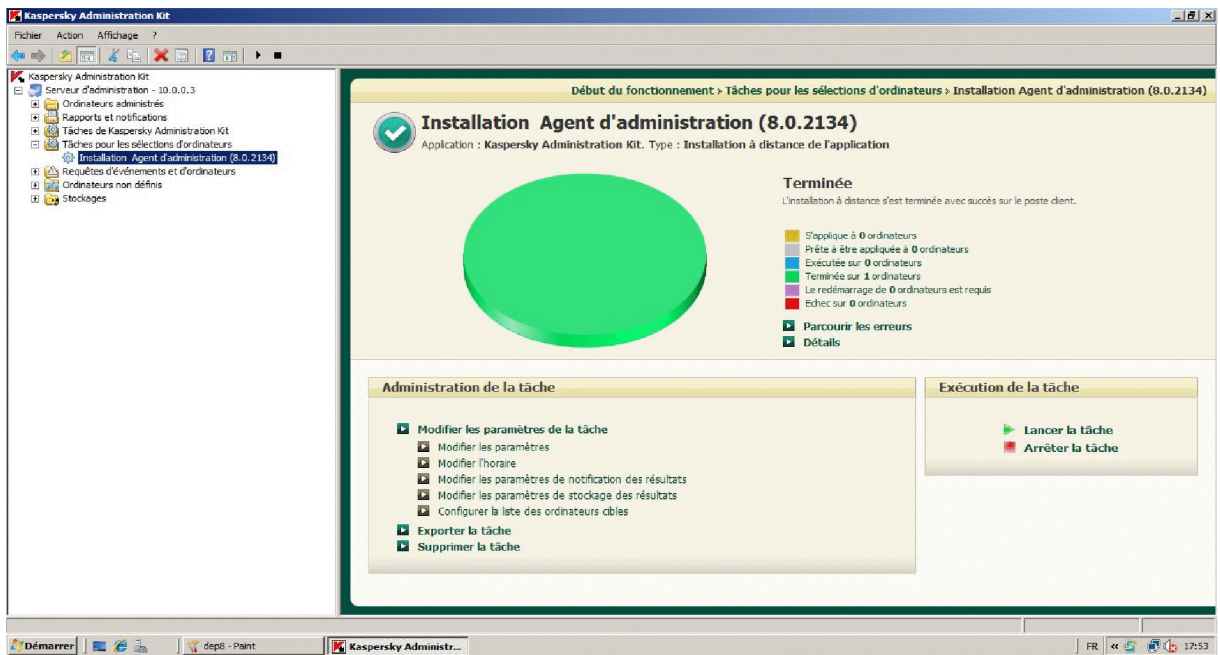 Kaspersky Administration Kit
Fichier Action Affichage ?
Kaspersky Administration Kit
Serveur d'administration - 10.0.0.3
Ordinateurs administrés
Rapports et notifications
Tâches de Kaspersky Administration Kit
Tâches pour les sélections d'ordinateurs
Installation Agent d'administration (8.0.2134)
Requêtes d'événements et d'ordinateurs
Ordinateurs non définis
Stockages
Début du fonctionnement > Tâches pour les sélections d'ordinateurs > Installation Agent d'administration (8.0.2134)
Installation Agent d'administration (8.0.2134)
Application : Kaspersky Administration Kit. Type : Installation à distance de l'application
Terminée
L'installation à distance s'est terminée avec succès sur le poste client.
S'applique à 0 ordinateurs
Prête à être appliquée à 0 ordinateurs
Exécutée sur 0 ordinateurs
Terminée sur 1 ordinateurs
Le redémarrage de 0 ordinateurs est requis
Echec sur 0 ordinateurs
Parcourir les erreurs
Détails
Administration de la tâche
Modifier les paramètres de la tâche
Modifier les paramètres
Modifier l'horaire
Modifier les paramètres de notification des résultats
Modifier les paramètres de stockage des résultats
Configurer la liste des ordinateurs cibles
Exporter la tâche
Supprimer la tâche
Exécution de la tâche
Lancer la tâche
Arrêter la tâche
Démarrer
dep8 - Paint
Kaspersky Administr...
FR
17:53